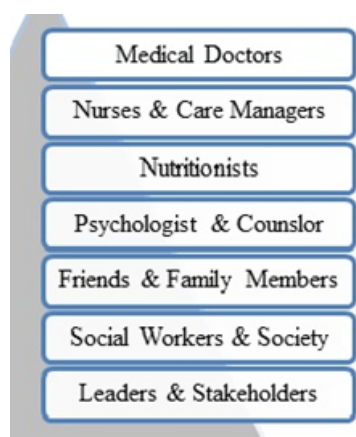 Medical Doctors
Nurses & Care Managers
Nutritionists
Psychologist & Counslor
Friends & Family Members
Social Workers & Society
Leaders & Stakeholders